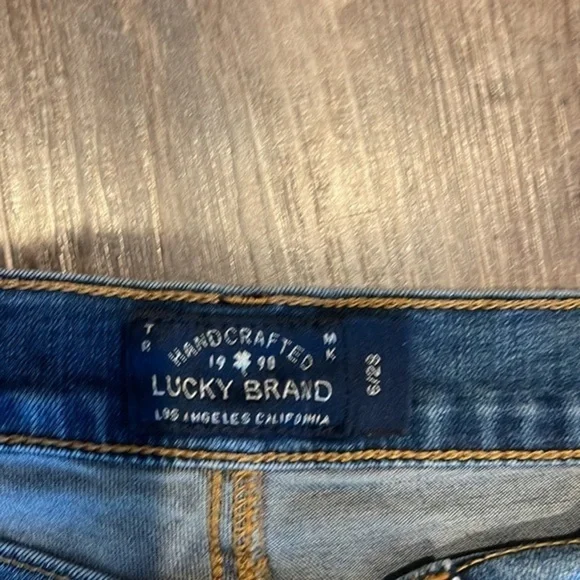 TR MK
HANDCRAFTED
19 90
LUCKY BRAND
LOS ANGELES CALIFORNIA
6/28